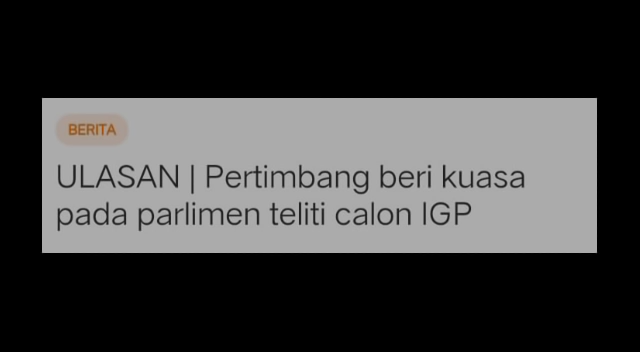 BERITA
ULASAN | Pertimbang beri kuasa
pada parlimen teliti calon IGP